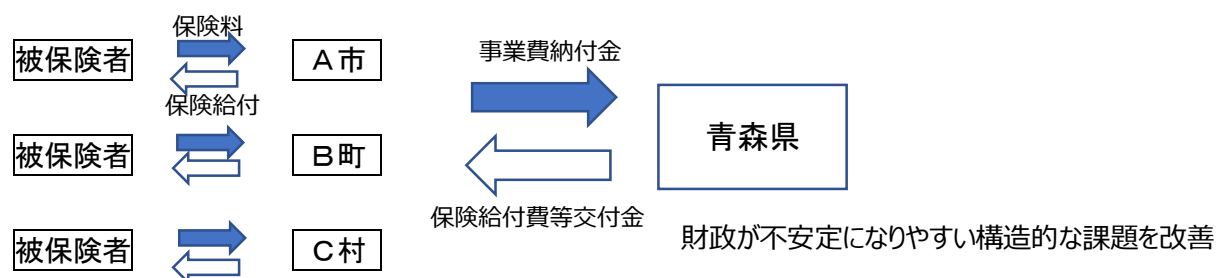 保険料
被保険者
A市
保険給付
被保険者
B町
被保険者
C村
事業費納付金
青森県
保険給付費等交付金
財政が不安定になりやすい構造的な課題を改善